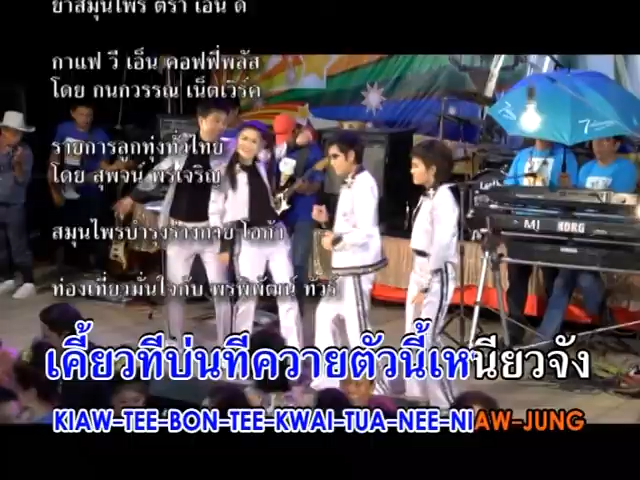 ยาสมุนไพร ตรา เอ็น ดี
กาแฟ วี เอ็น คอฟฟี่พลัส
โดย กนกวรรณ เน็ตเวิร์ค
รายการลูกทุ่งทั่วไทย
โดย สุพจน์ พรเจริญ
สมุนไพรบำรุงร่างกาย โอท้า
ท่องเที่ยวมั่นใจกับ พรพิพัฒน์ ทัวร์
MJ KORG
เคี้ยวทีบ่นทีควายตัวนี้เหนียวจัง
KIAW-TEE-BON-TEE-KWAI-TUA-NEE-NIAW-JUNG